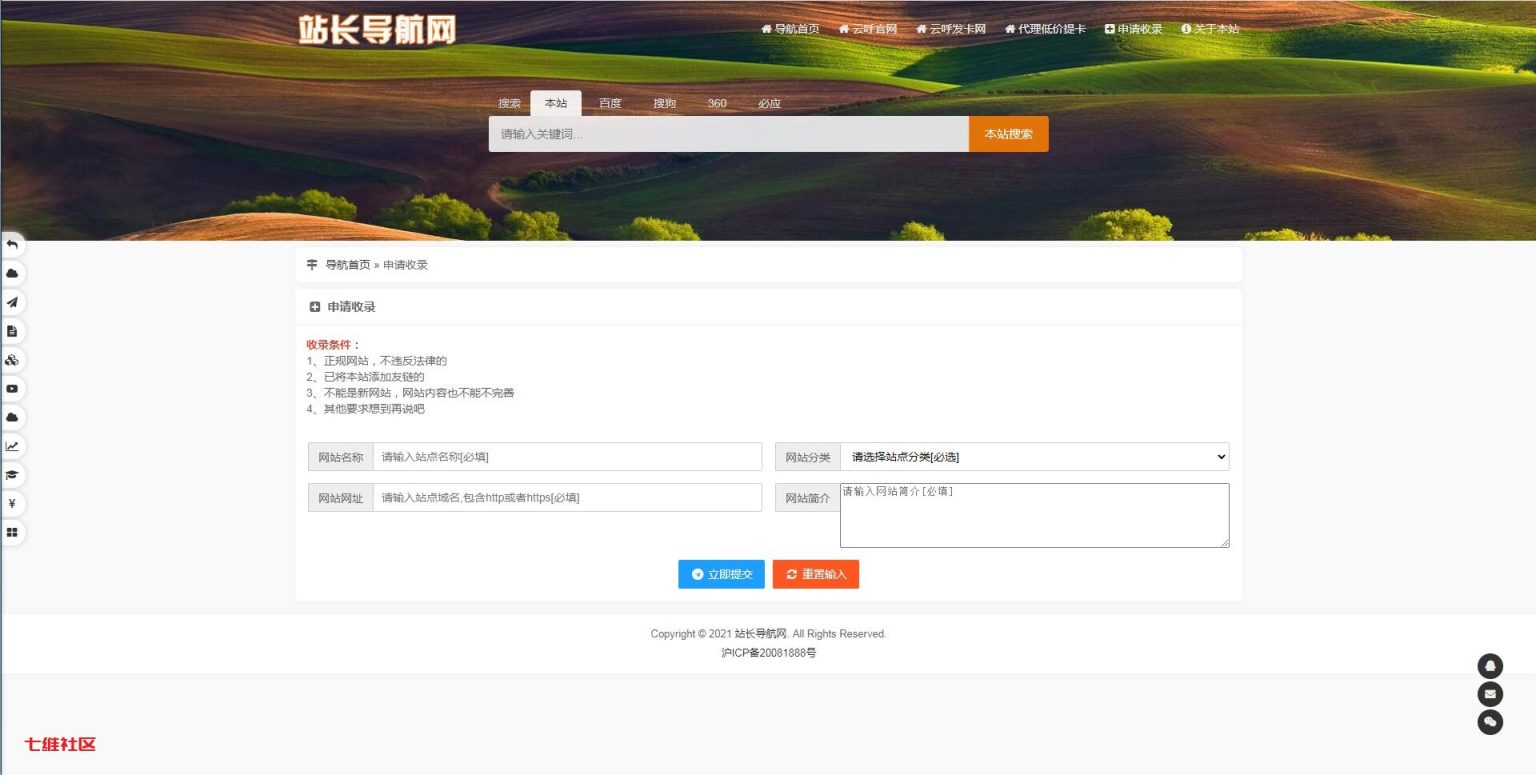 站长导航网
导航首页 云呼官网 云呼发卡网 代理低价提卡 申请收录 关于本站
搜索 本站 百度 搜狗 360 必应
请输入关键词... 本站搜索
导航首页 » 申请收录
申请收录
收录条件：
1、正规网站，不违反法律的
2、已将本站添加友链的
3、不能是新网站，网站内容也不能不完善
4、其他要求想到再说吧
网站名称 请输入站点名称[必填] 网站分类 请选择站点分类[必选]
网站网址 请输入站点域名,包含http或者https[必填] 网站简介 请输入网站简介[必填]
立即提交 重置输入
Copyright © 2021 站长导航网. All Rights Reserved.
沪ICP备20081888号
七维社区